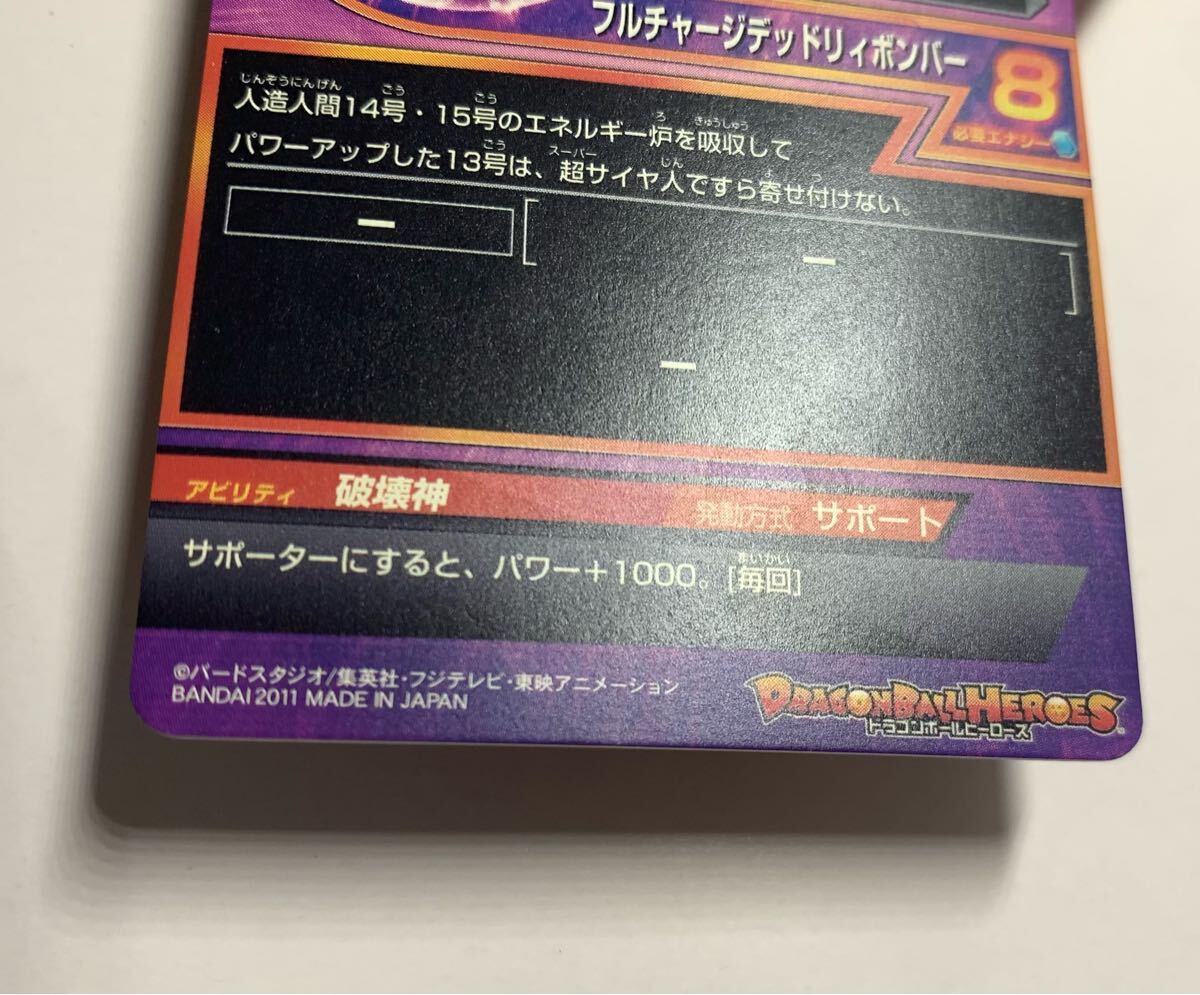 フルチャージデッドリィボンバー
8
必要エナジー
じんぞうにんげん ごう ごう ろ きゅうしゅう
人造人間14号・15号のエネルギー炉を吸収して
ごう スーパー じん よ つ
パワーアップした13号は、超サイヤ人ですら寄せ付けない。
ー
ー
ー
アビリティ 破壊神 発動方式 サポート
まいかい
サポーターにすると、パワー+1000。[毎回]
©バードスタジオ/集英社・フジテレビ・東映アニメーション
BANDAI 2011 MADE IN JAPAN
DRAGONBALL HEROES
ドラゴンボールヒーローズ